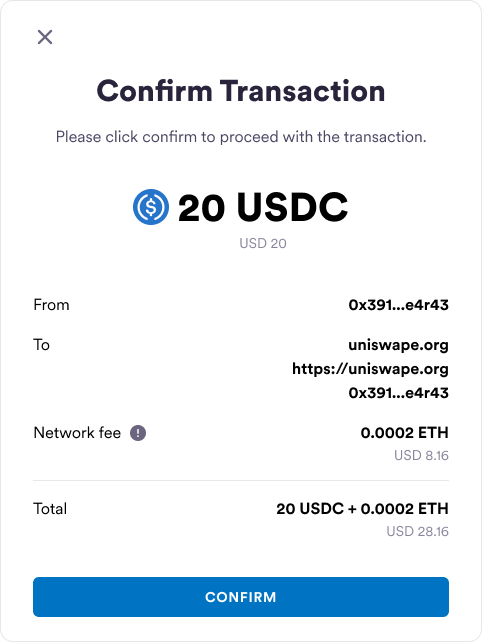 Confirm Transaction
Please click confirm to proceed with the transaction.
20 USDC
USD 20
From 0x391...e4r43
To uniswape.org
https://uniswape.org
0x391...e4r43
Network fee ! 0.0002 ETH
USD 8.16
Total 20 USDC + 0.0002 ETH
USD 28.16
CONFIRM